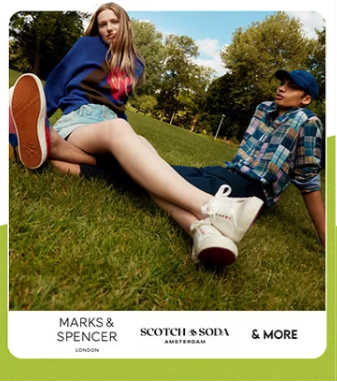 MARKS &
SPENCER
LONDON
SCOTCH & SODA
AMSTERDAM
& MORE